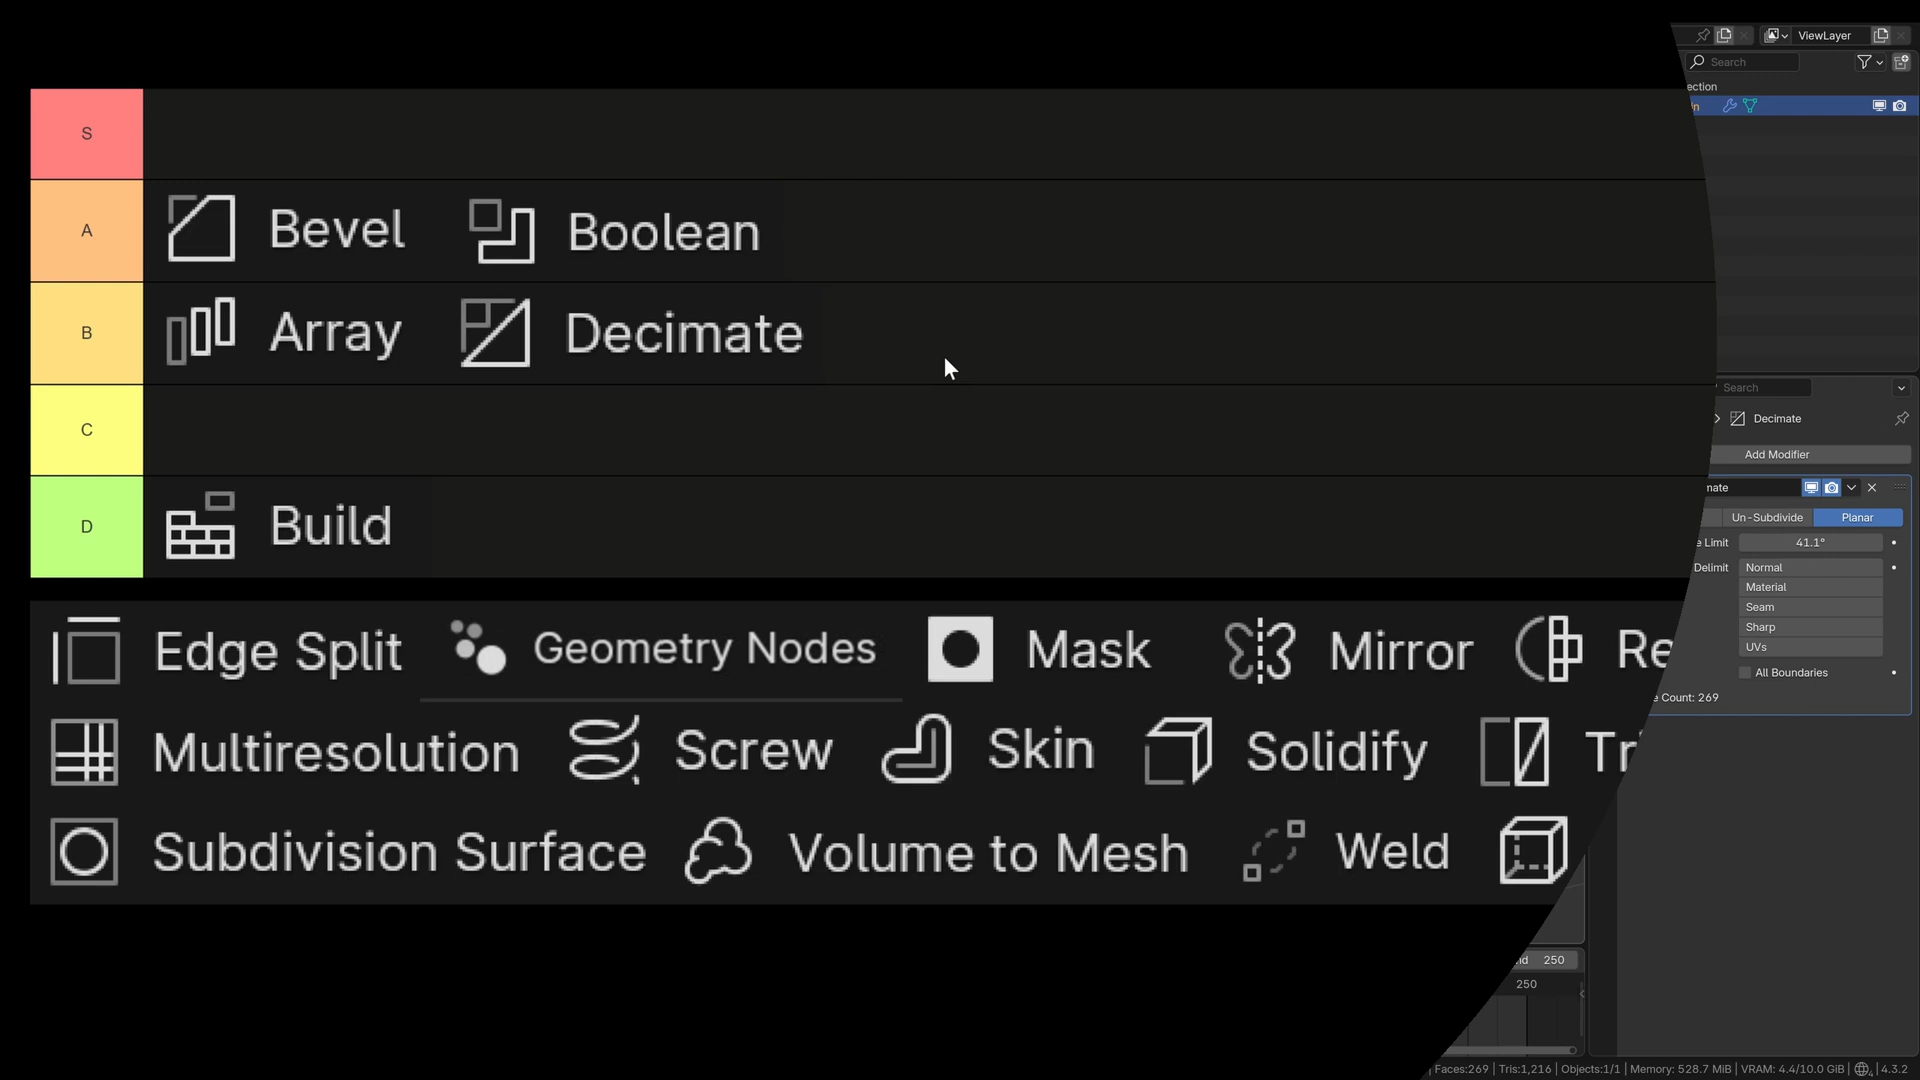 ViewLayer
Search
ection
S
A Bevel Boolean
B Array Decimate
C
D Build
Edge Split Geometry Nodes Mask Mirror Re
Multiresolution Screw Skin Solidify Tr
Subdivision Surface Volume to Mesh Weld
Search
Decimate
Add Modifier
mate
Un-Subdivide Planar
e Limit 41.1°
Delimit Normal
Material
Seam
Sharp
UVs
All Boundaries
e Count: 269
250
250
Faces:269 | Tris:1,216 | Objects:1/1 | Memory: 528.7 MiB | VRAM: 4.4/10.0 GiB | 4.3.2